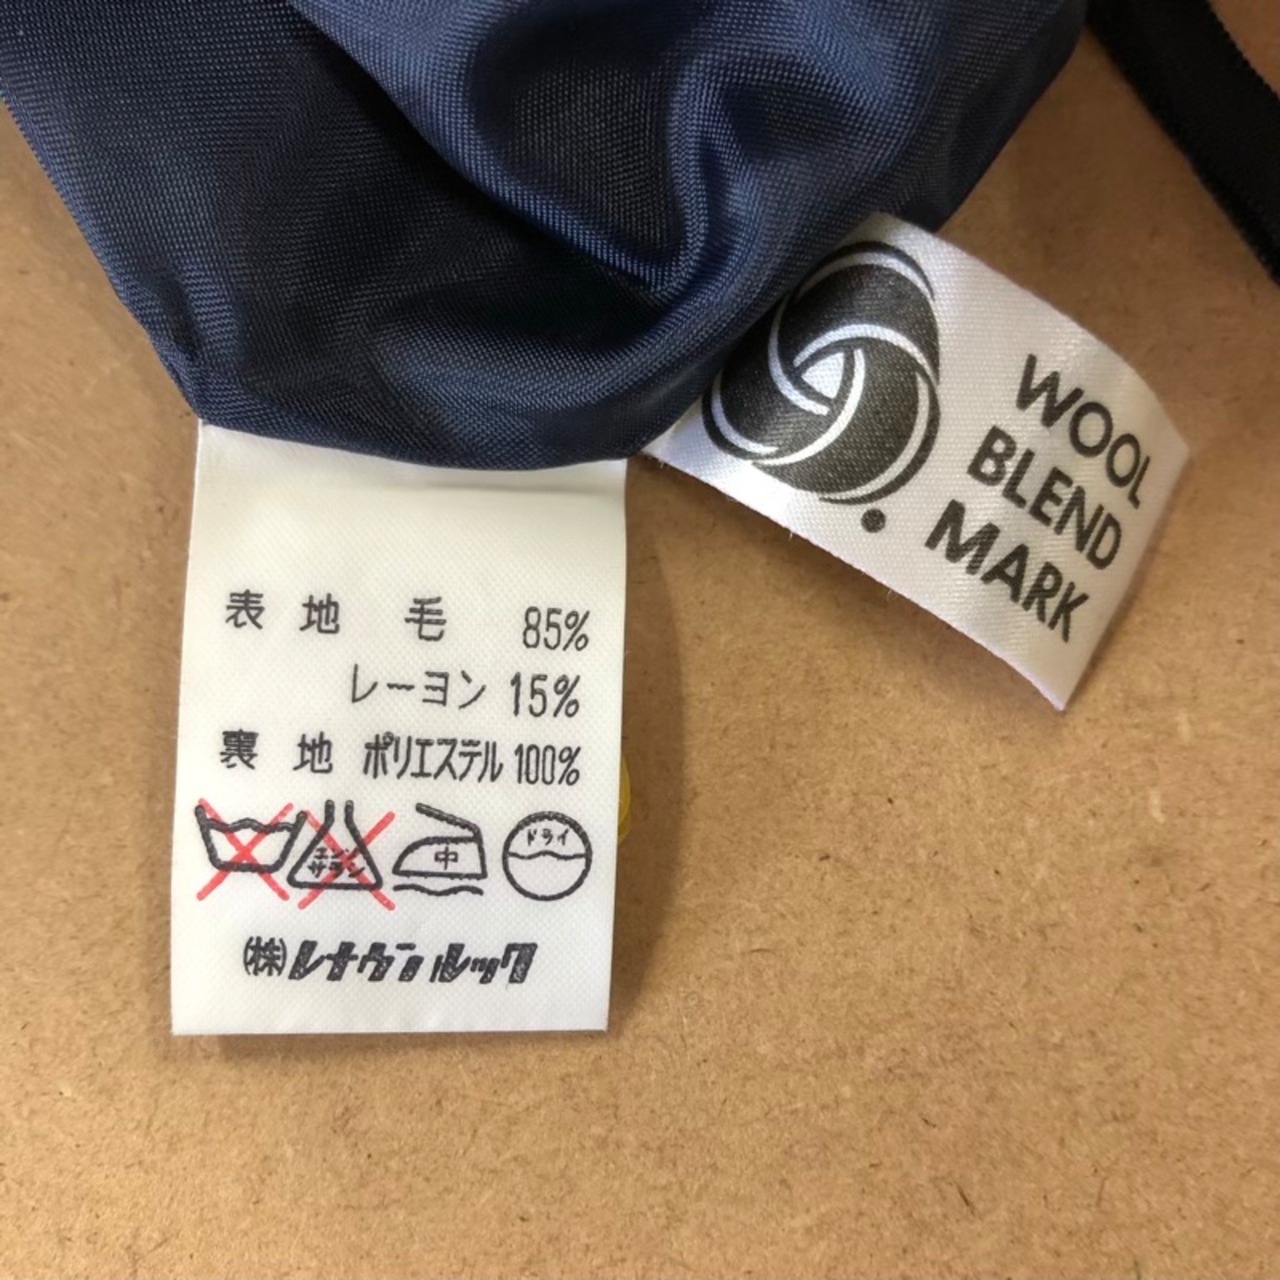 表地 毛 85%
レーヨン 15%
裏地 ポリエステル 100%
エンソ
サラシ
中
ドライ
(株)レナウンルック
WOOL
BLEND
MARK